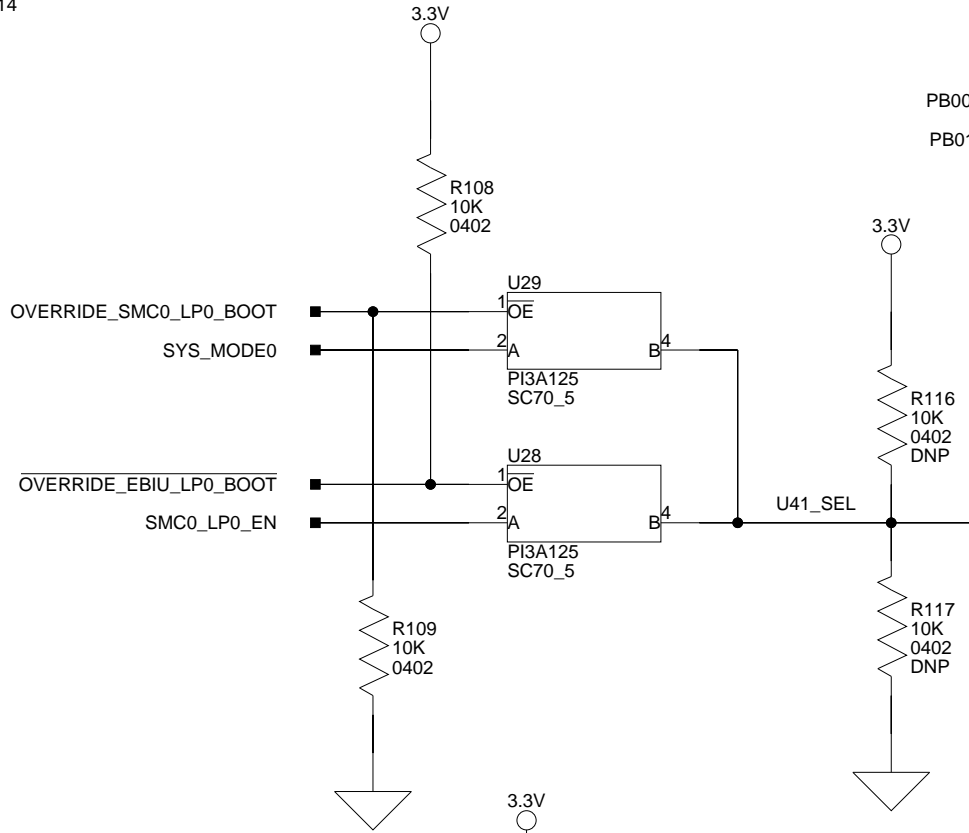 14
3.3V
PB00
PB01
R108
10K
0402
3.3V
U29
OVERRIDE_SMC0_LP0_BOOT
1
OE
SYS_MODE0
2
A
B
4
PI3A125
SC70_5
R116
10K
0402
DNP
U28
OVERRIDE_EBIU_LP0_BOOT
1
OE
SMC0_LP0_EN
2
A
B
4
U41_SEL
PI3A125
SC70_5
R109
10K
0402
R117
10K
0402
DNP
3.3V